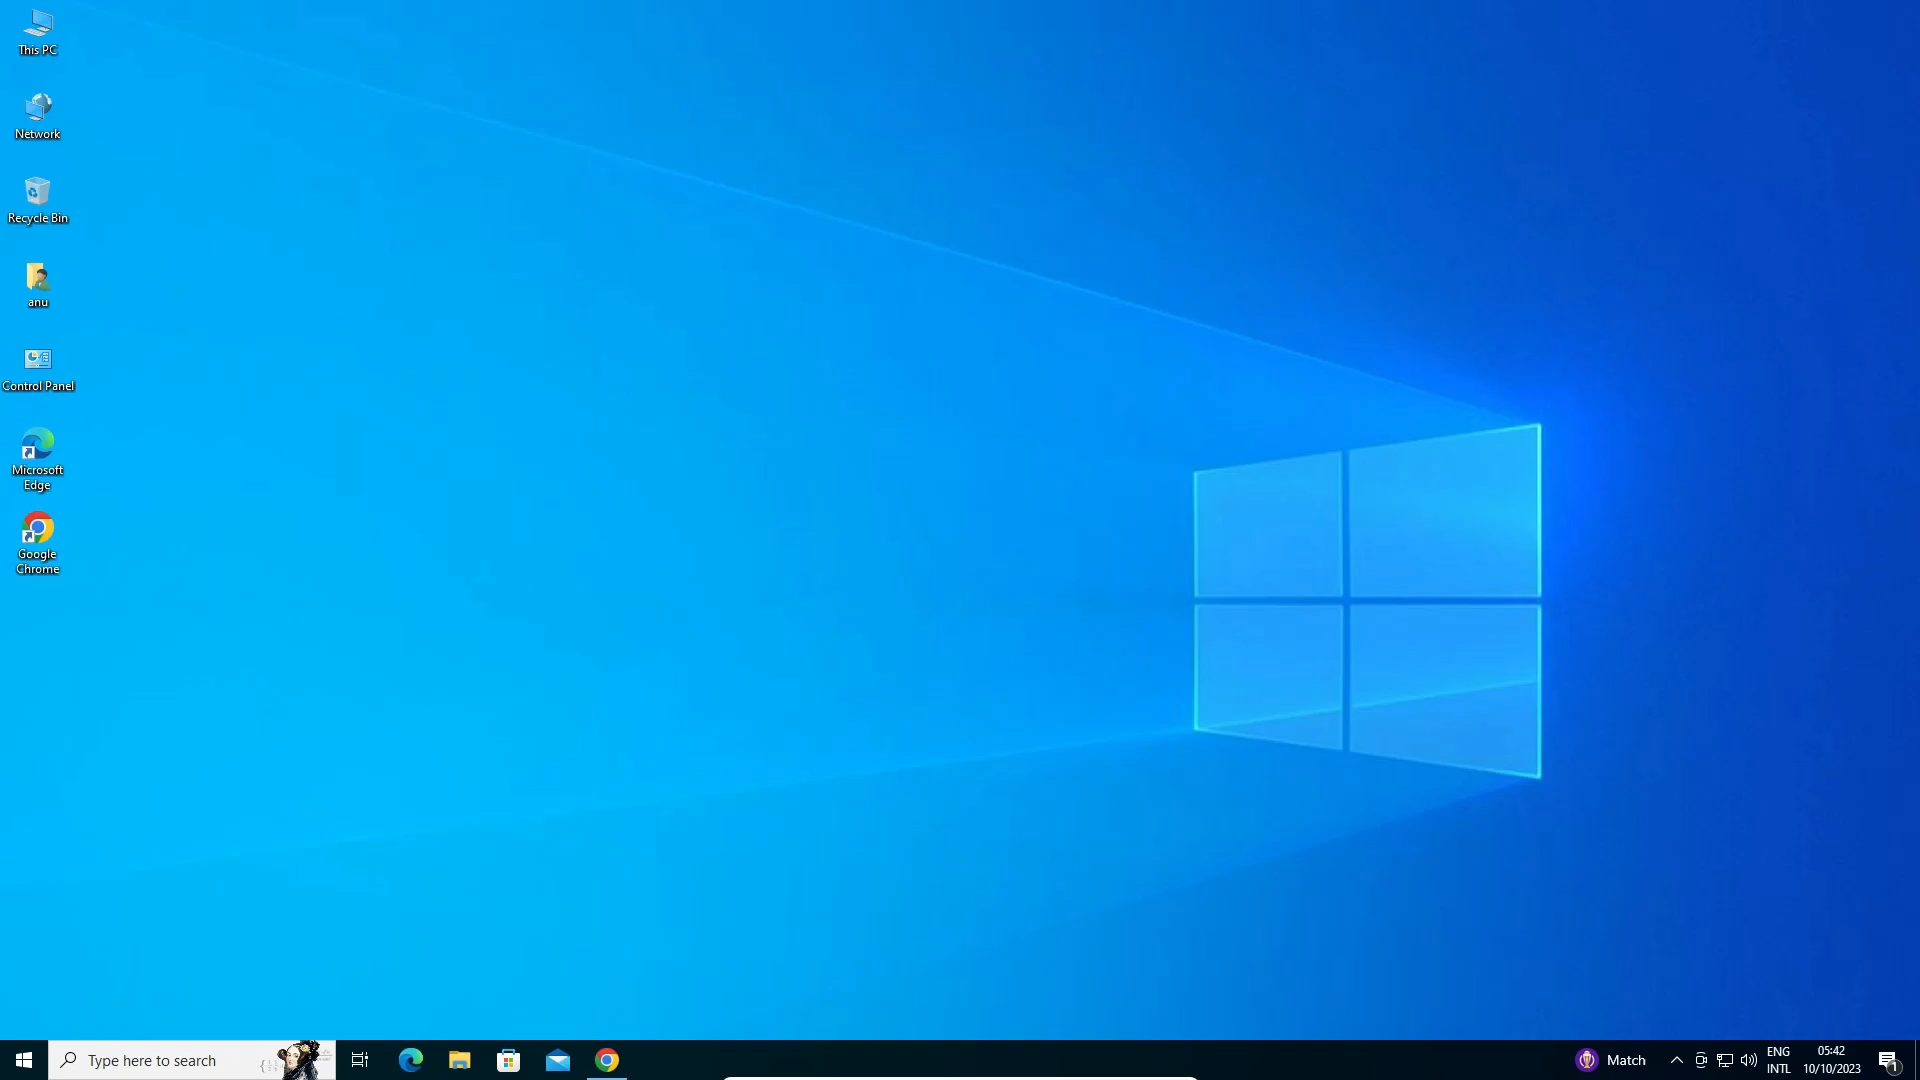 This PC
Network
Recycle Bin
anu
Control Panel
Microsoft
Edge
Google
Chrome
Type here to search
Match
ENG
INTL
05:42
10/10/2023
1